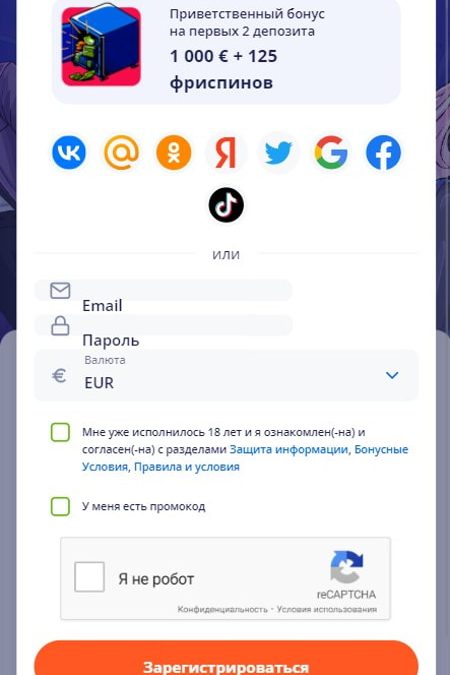 Приветственный бонус
на первых 2 депозита
1 000 € + 125
фриспинов
или
Email
Пароль
Валюта
€ EUR
Мне уже исполнилось 18 лет и я ознакомлен(-на) и
согласен(-на) с разделами Защита информации, Бонусные
Условия, Правила и условия
У меня есть промокод
Я не робот
reCAPTCHA
Конфиденциальность - Условия использования
Зарегистрироваться